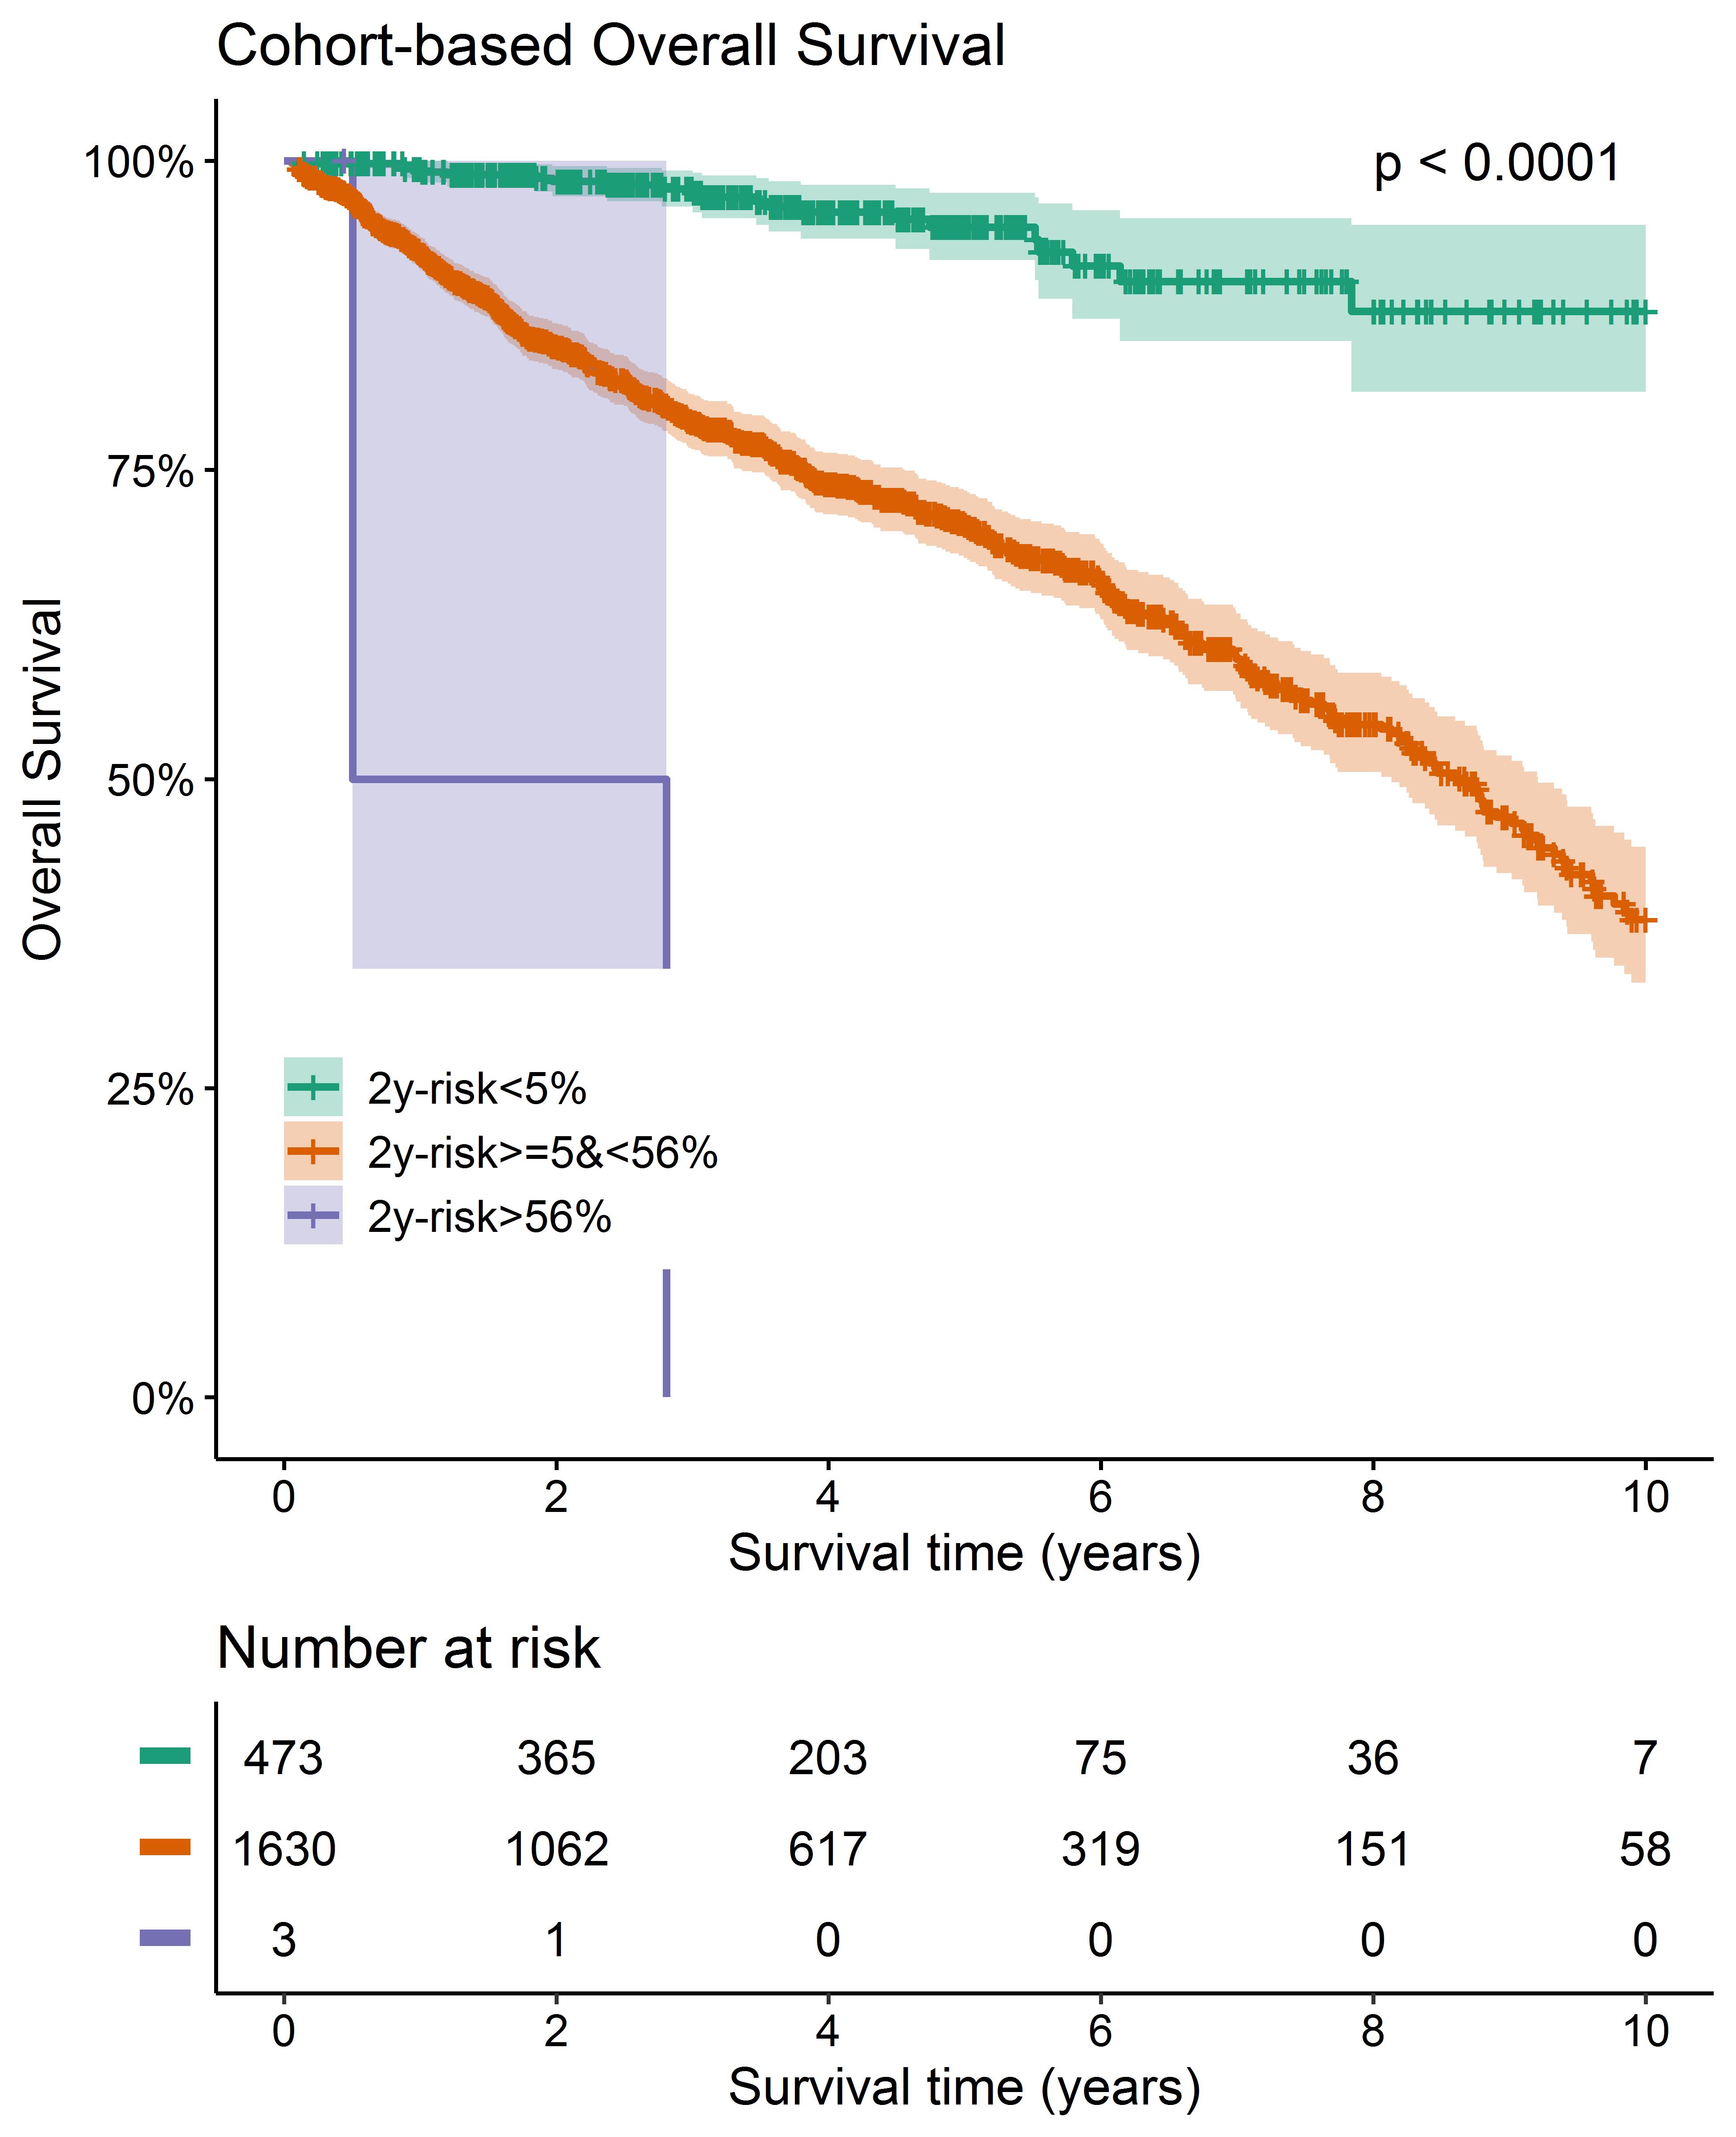 Cohort-based Overall Survival
p < 0.0001
100%
75%
50%
25%
0%
Overall Survival
2y-risk<5%
2y-risk>=5&<56%
2y-risk>56%
0 2 4 6 8 10
Survival time (years)
Number at risk
473 365 203 75 36 7
1630 1062 617 319 151 58
3 1 0 0 0 0
0 2 4 6 8 10
Survival time (years)